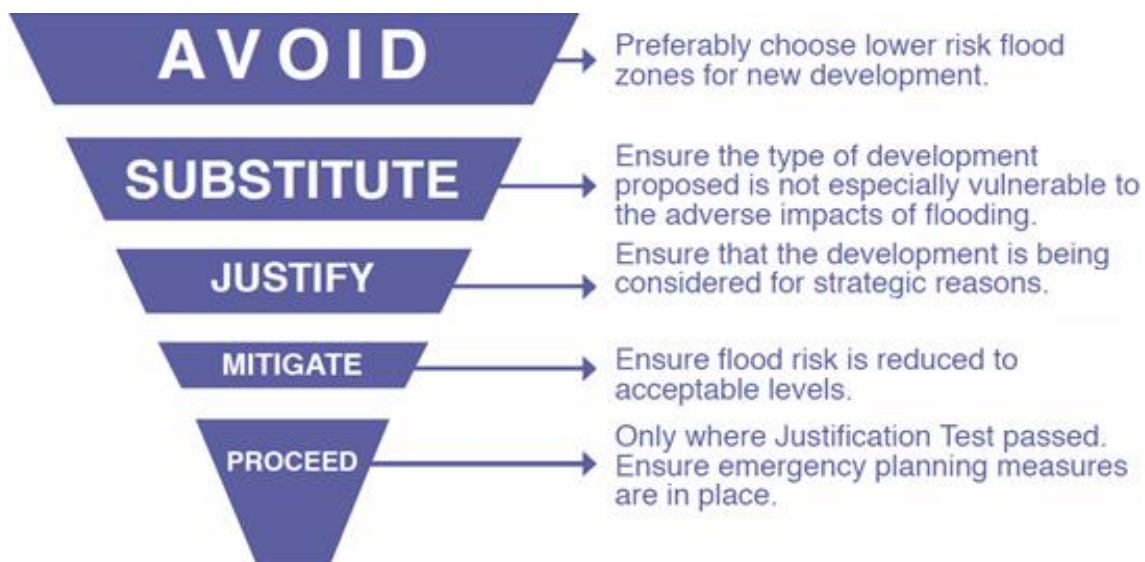 AVOID
Preferably choose lower risk flood
zones for new development.
SUBSTITUTE
Ensure the type of development
proposed is not especially vulnerable to
the adverse impacts of flooding.
JUSTIFY
Ensure that the development is being
considered for strategic reasons.
MITIGATE
Ensure flood risk is reduced to
acceptable levels.
PROCEED
Only where Justification Test passed.
Ensure emergency planning measures
are in place.